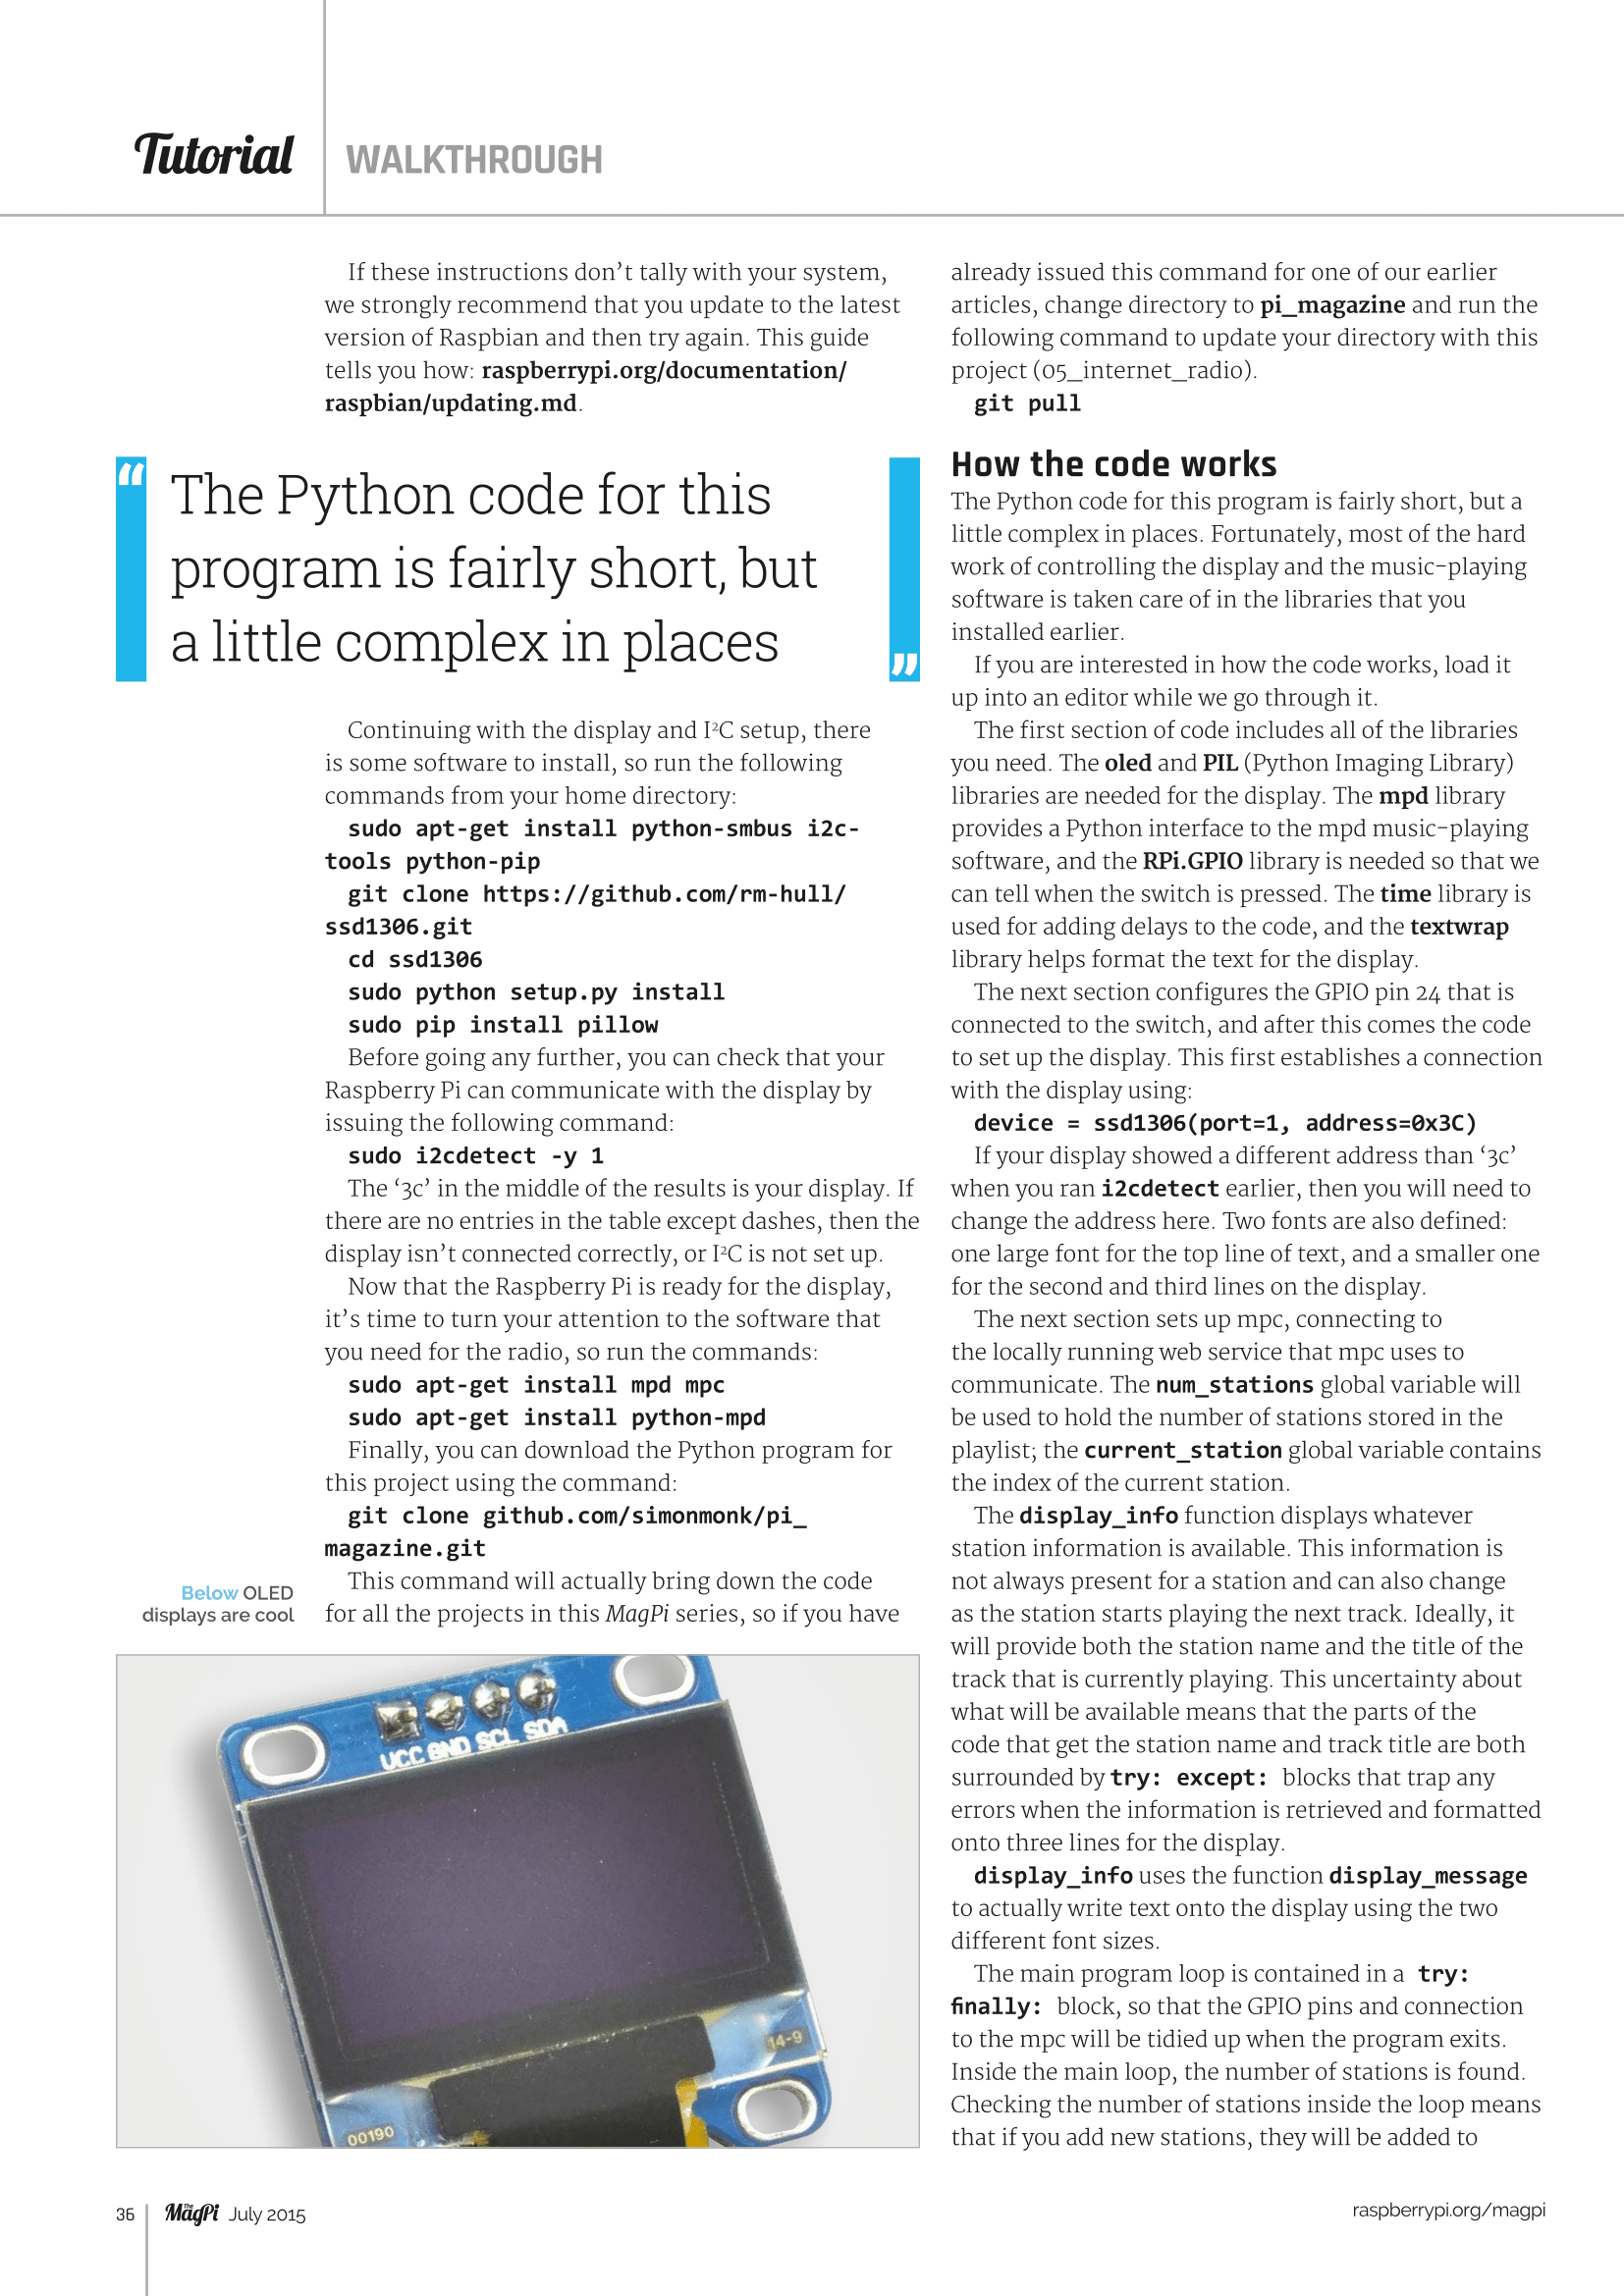 Tutorial
WALKTHROUGH
If these instructions don’t tally with your system,
we strongly recommend that you update to the latest
version of Raspbian and then try again. This guide
tells you how: raspberrypi.org/documentation/
raspbian/updating.md.
“
The Python code for this
program is fairly short, but
a little complex in places
”
Continuing with the display and I²C setup, there
is some software to install, so run the following
commands from your home directory:
sudo apt-get install python-smbus i2c-
tools python-pip
git clone https://github.com/rm-hull/
ssd1306.git
cd ssd1306
sudo python setup.py install
sudo pip install pillow
Before going any further, you can check that your
Raspberry Pi can communicate with the display by
issuing the following command:
sudo i2cdetect -y 1
The ‘3c’ in the middle of the results is your display. If
there are no entries in the table except dashes, then the
display isn’t connected correctly, or I²C is not set up.
Now that the Raspberry Pi is ready for the display,
it’s time to turn your attention to the software that
you need for the radio, so run the commands:
sudo apt-get install mpd mpc
sudo apt-get install python-mpd
Finally, you can download the Python program for
this project using the command:
git clone github.com/simonmonk/pi_
magazine.git
This command will actually bring down the code
for all the projects in this MagPi series, so if you have
Below OLED
displays are cool
VCC GND SCL SDA
14-9
00190
already issued this command for one of our earlier
articles, change directory to pi_magazine and run the
following command to update your directory with this
project (05_internet_radio).
git pull
How the code works
The Python code for this program is fairly short, but a
little complex in places. Fortunately, most of the hard
work of controlling the display and the music-playing
software is taken care of in the libraries that you
installed earlier.
If you are interested in how the code works, load it
up into an editor while we go through it.
The first section of code includes all of the libraries
you need. The oled and PIL (Python Imaging Library)
libraries are needed for the display. The mpd library
provides a Python interface to the mpd music-playing
software, and the RPi.GPIO library is needed so that we
can tell when the switch is pressed. The time library is
used for adding delays to the code, and the textwrap
library helps format the text for the display.
The next section configures the GPIO pin 24 that is
connected to the switch, and after this comes the code
to set up the display. This first establishes a connection
with the display using:
device = ssd1306(port=1, address=0x3C)
If your display showed a different address than ‘3c’
when you ran i2cdetect earlier, then you will need to
change the address here. Two fonts are also defined:
one large font for the top line of text, and a smaller one
for the second and third lines on the display.
The next section sets up mpc, connecting to
the locally running web service that mpc uses to
communicate. The num_stations global variable will
be used to hold the number of stations stored in the
playlist; the current_station global variable contains
the index of the current station.
The display_info function displays whatever
station information is available. This information is
not always present for a station and can also change
as the station starts playing the next track. Ideally, it
will provide both the station name and the title of the
track that is currently playing. This uncertainty about
what will be available means that the parts of the
code that get the station name and track title are both
surrounded by try: except: blocks that trap any
errors when the information is retrieved and formatted
onto three lines for the display.
display_info uses the function display_message
to actually write text onto the display using the two
different font sizes.
The main program loop is contained in a try:
finally: block, so that the GPIO pins and connection
to the mpc will be tidied up when the program exits.
Inside the main loop, the number of stations is found.
Checking the number of stations inside the loop means
that if you add new stations, they will be added to
36
The MagPi July 2015
raspberrypi.org/magpi